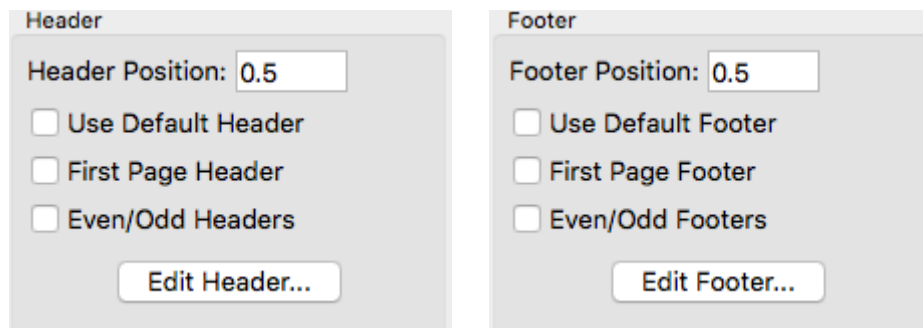 Header
Header Position: 0.5
Use Default Header
First Page Header
Even/Odd Headers
Edit Header...
Footer
Footer Position: 0.5
Use Default Footer
First Page Footer
Even/Odd Footers
Edit Footer...